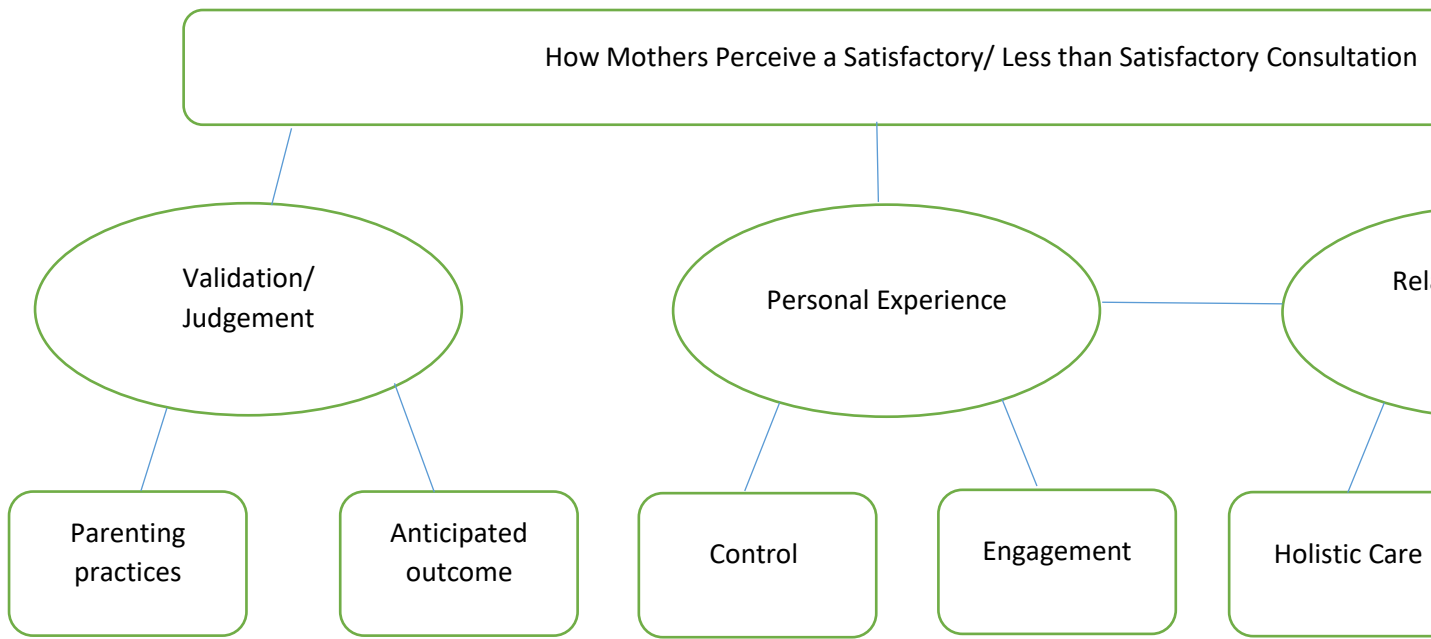 How Mothers Perceive a Satisfactory/ Less than Satisfactory Consultation
Validation/
Judgement
Personal Experience
Parenting
practices
Anticipated
outcome
Control
Engagement
Holistic Care